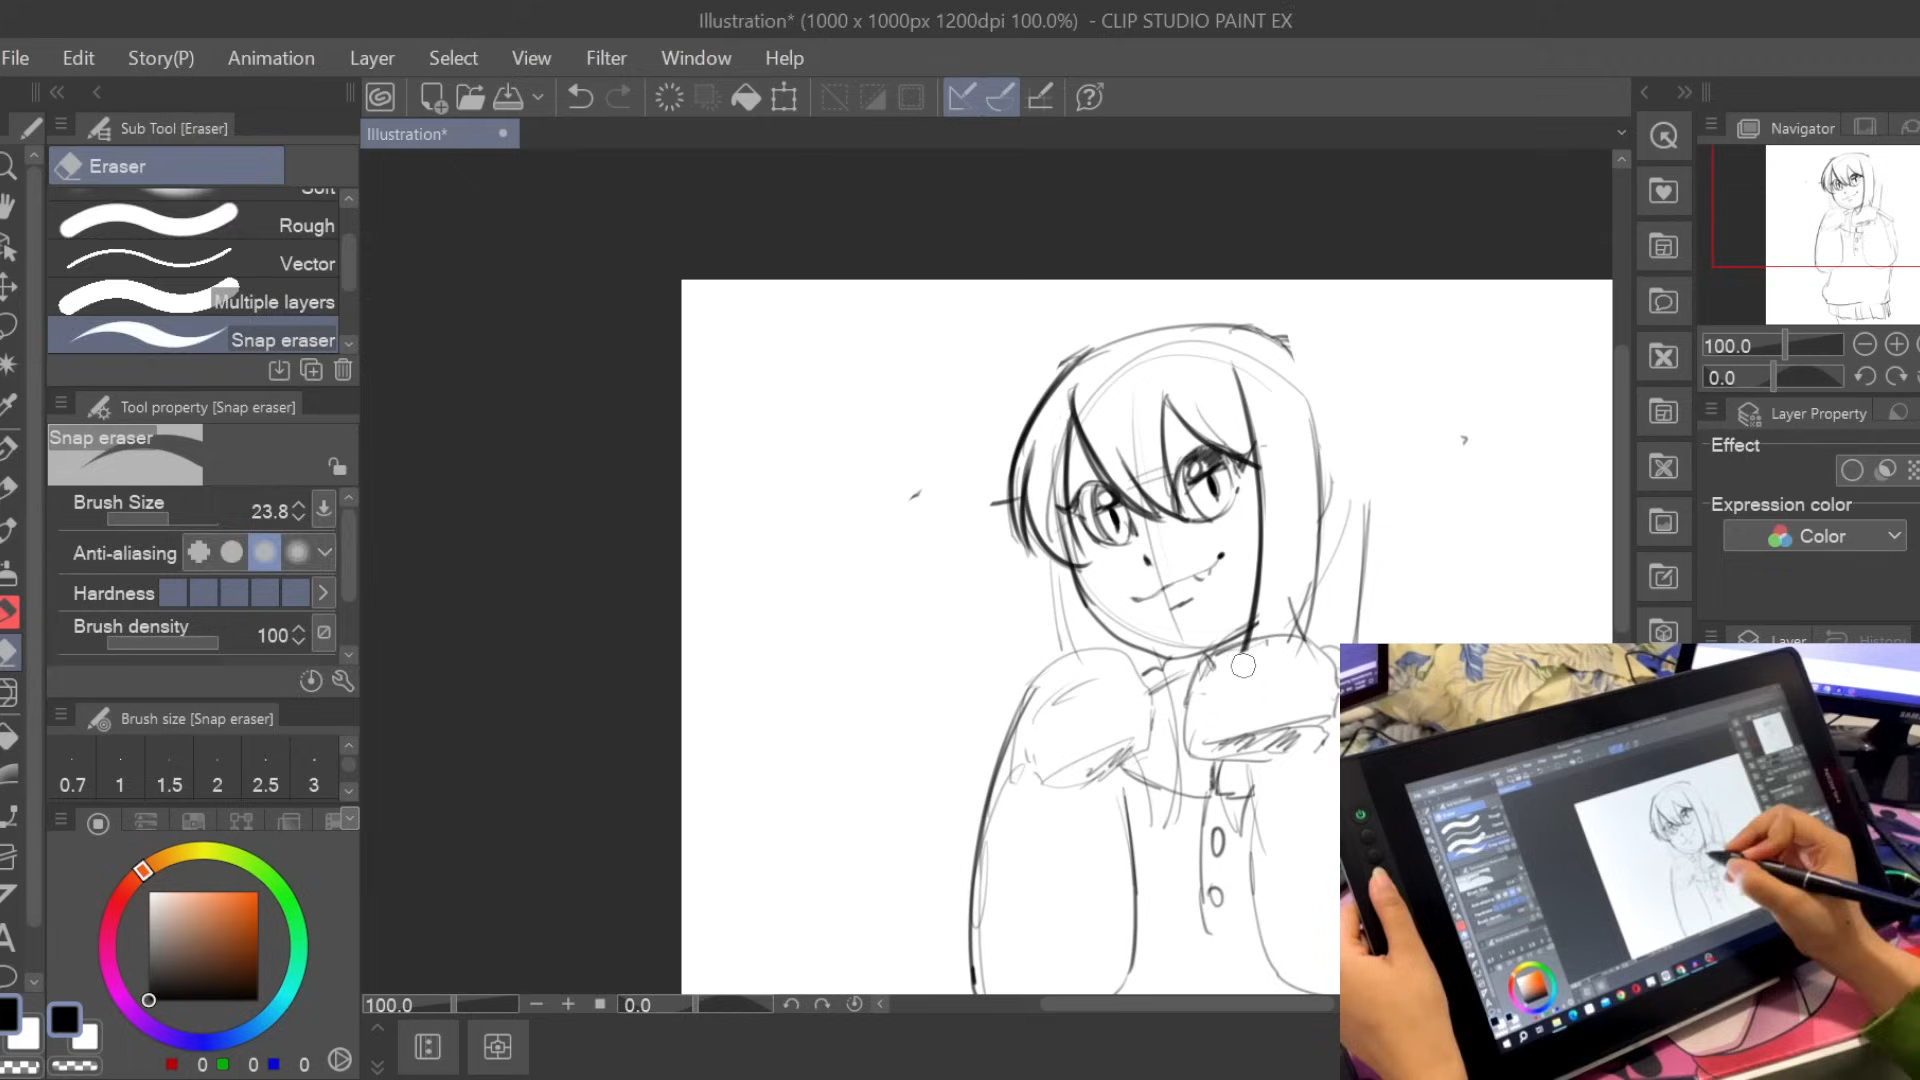 Illustration* (1000 x 1000px 1200dpi 100.0%) - CLIP STUDIO PAINT EX
File Edit Story(P) Animation Layer Select View Filter Window Help
Sub Tool [Eraser]
Illustration*
Navigator
Eraser
Soft
Rough
Vector
Multiple layers
Snap eraser
100.0
0.0
Tool property [Snap eraser]
Layer Property
Snap eraser
Effect
Brush Size 23.8
Expression color
Color
Anti-aliasing
Hardness
Brush density 100
Layer History
Brush size [Snap eraser]
0.7 1 1.5 2 2.5 3
100.0 0.0
0 0 0